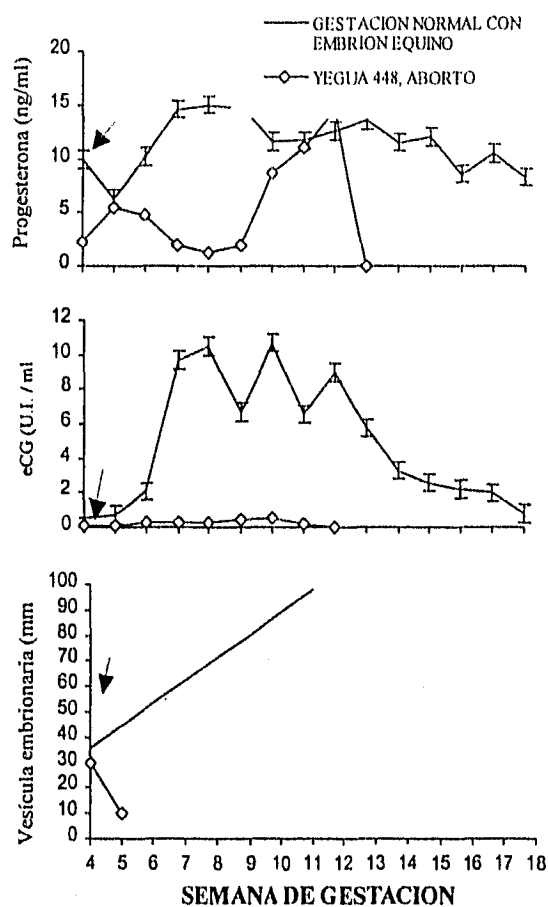 GESTACION NORMAL CON
EMBRION EQUINO
YEGUA 448, ABORTO
Progesterona (ng/ml)
20
15
10
5
0
eCG (U.I. / ml)
12
10
8
6
4
2
0
Vesícula embrionaria (mm
100
90
80
70
60
50
40
30
20
10
0
4 5 6 7 8 9 10 11 12 13 14 15 16 17 18
SEMANA DE GESTACION